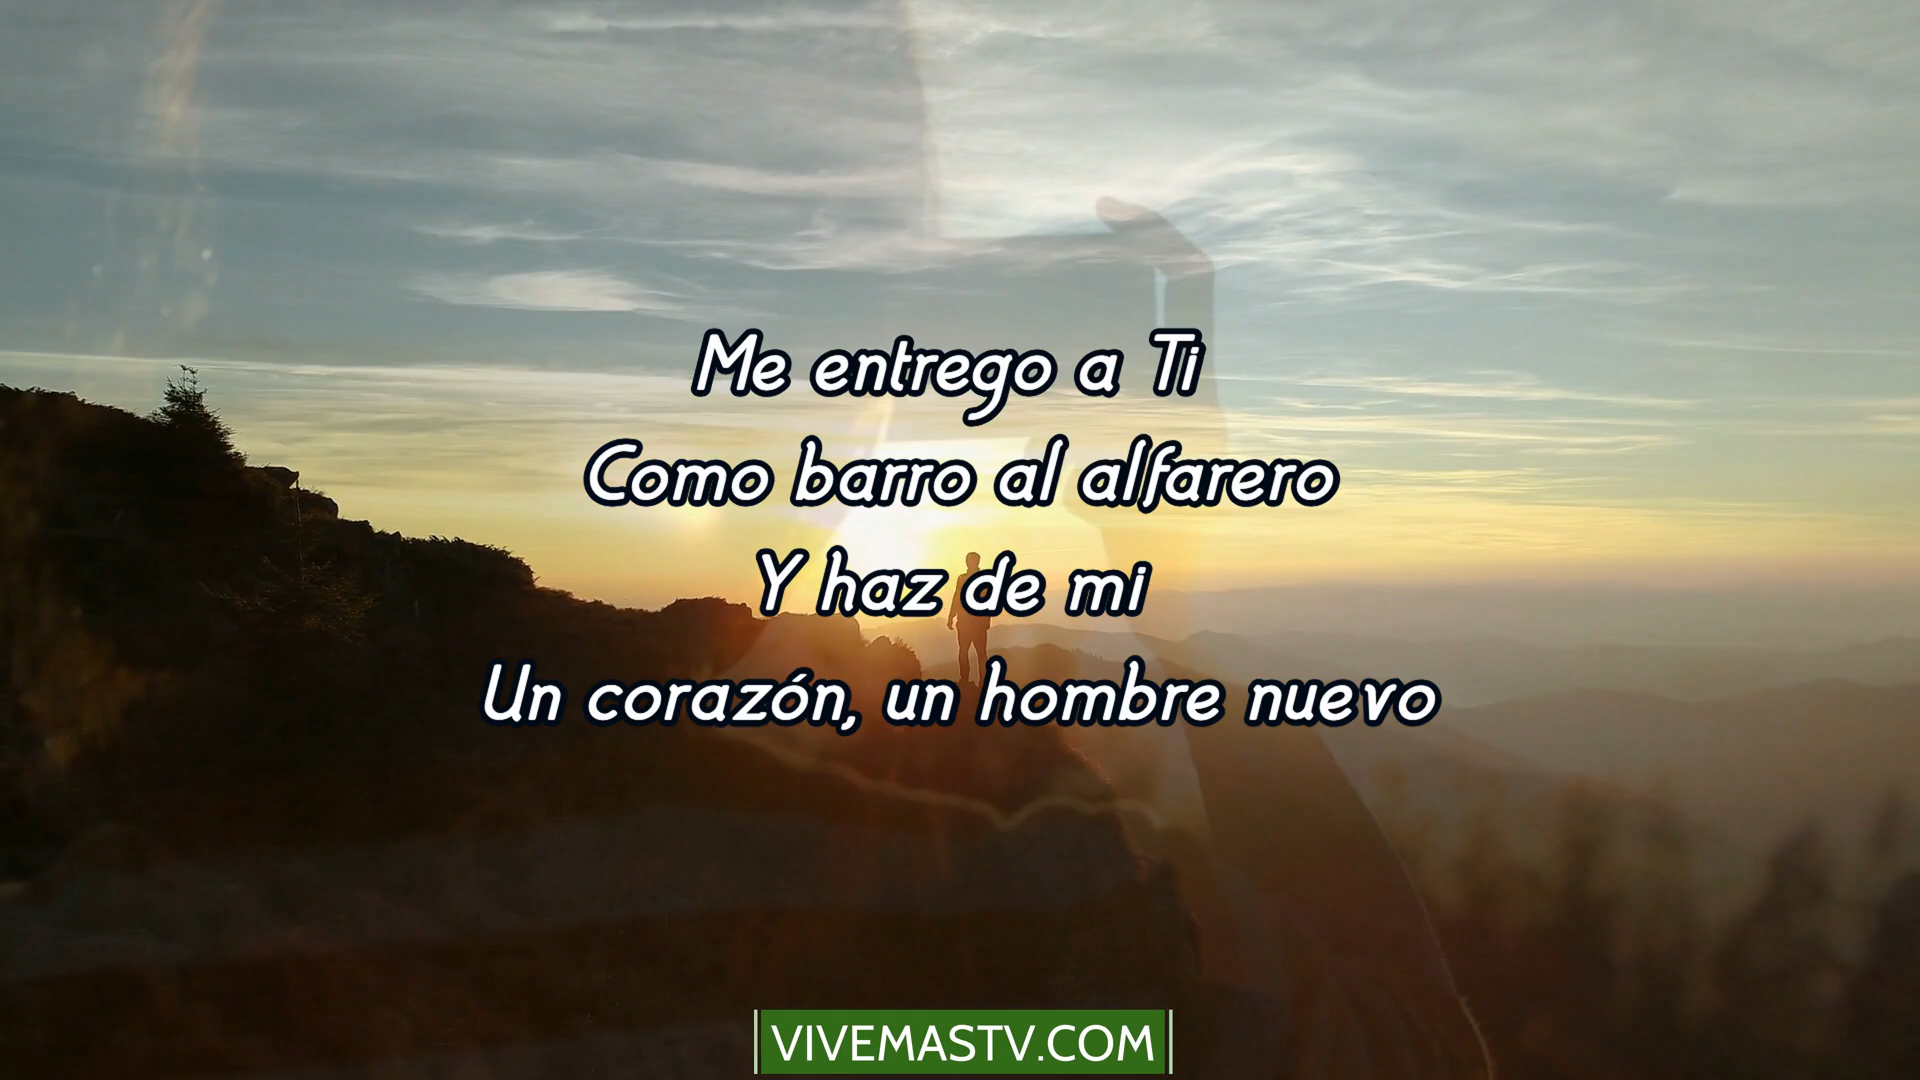 Me entrego a Ti
Como barro al alfarero
Y haz de mi
Un corazón, un hombre nuevo
VIVEMASTV.COM